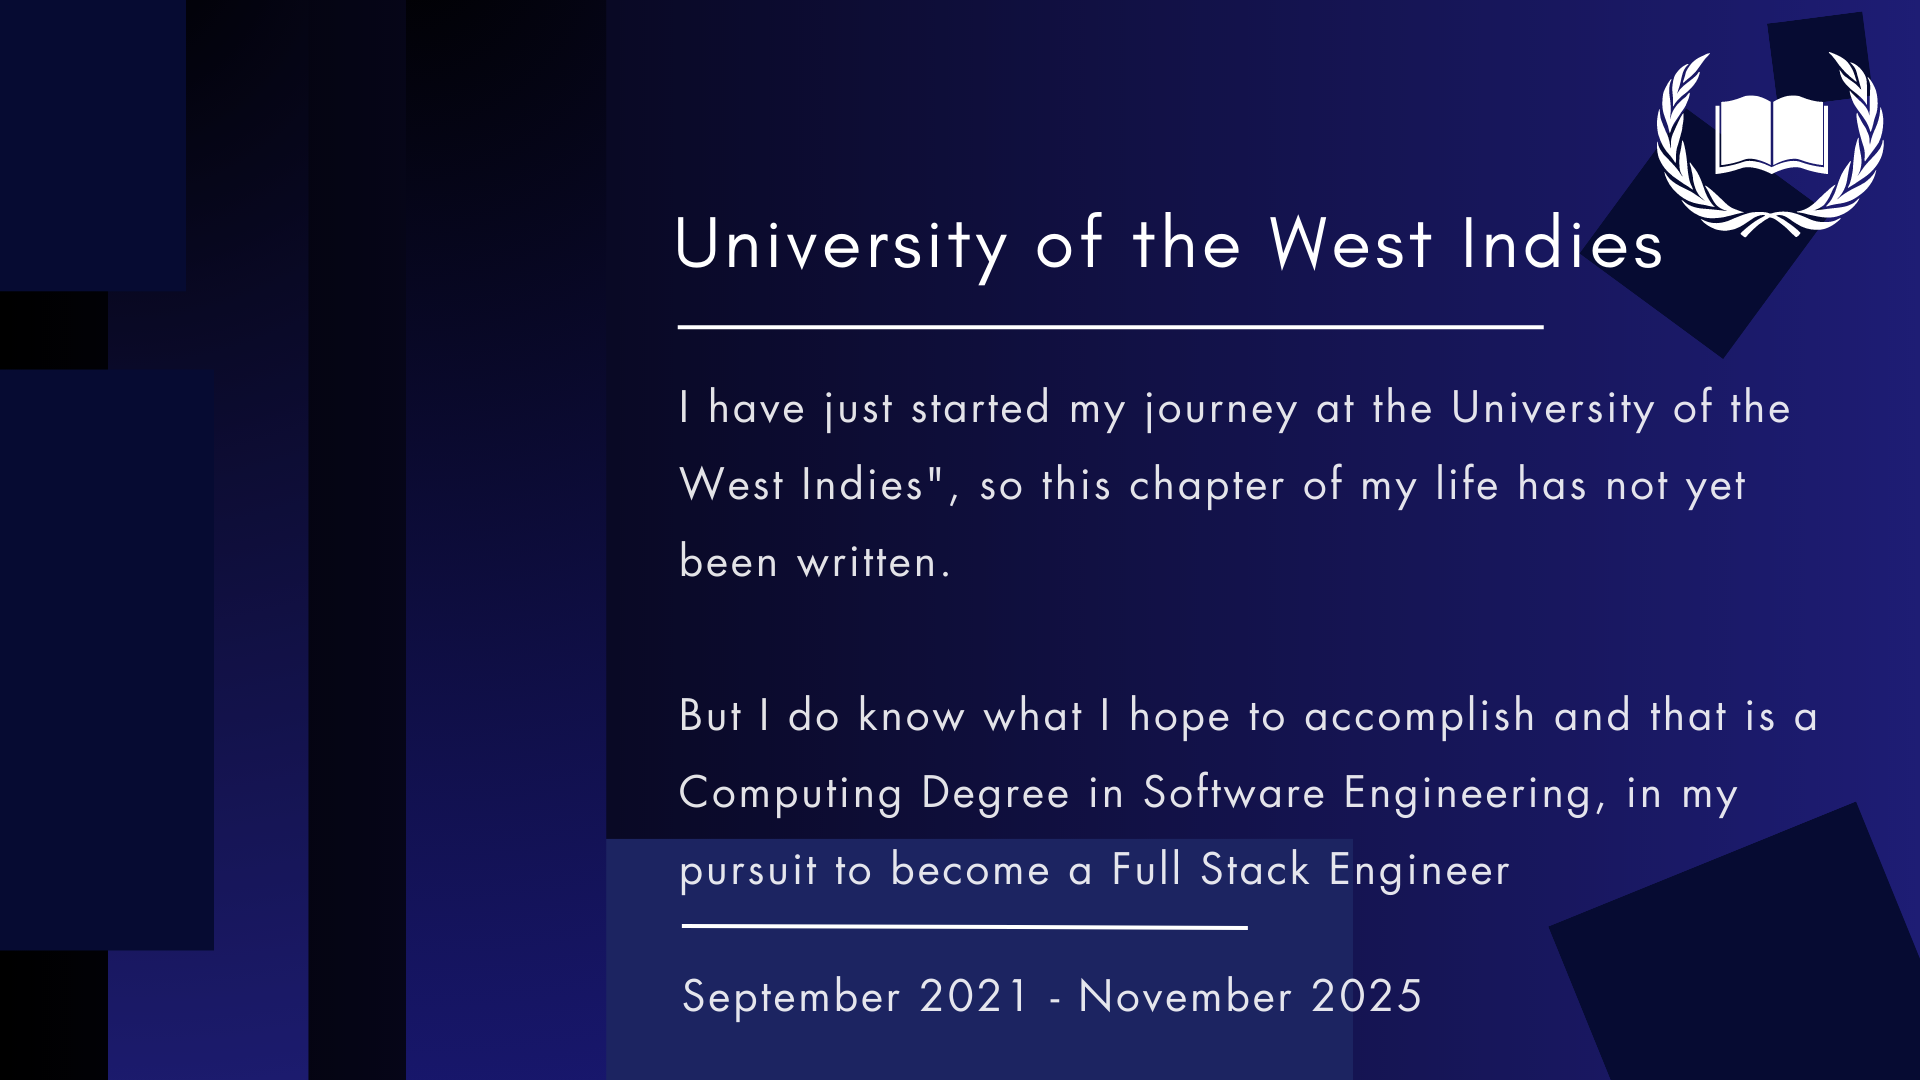 University of the West Indies
I have just started my journey at the University of the
West Indies", so this chapter of my life has not yet
been written.
But I do know what I hope to accomplish and that is a
Computing Degree in Software Engineering, in my
pursuit to become a Full Stack Engineer
September 2021 - November 2025